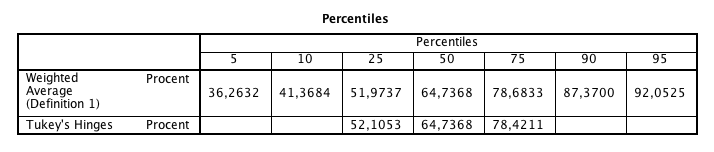 Percentiles
Percentiles
5 10 25 50 75 90 95
Weighted Average (Definition 1) Procent 36,2632 41,3684 51,9737 64,7368 78,6833 87,3700 92,0525
Tukey's Hinges Procent 52,1053 64,7368 78,4211